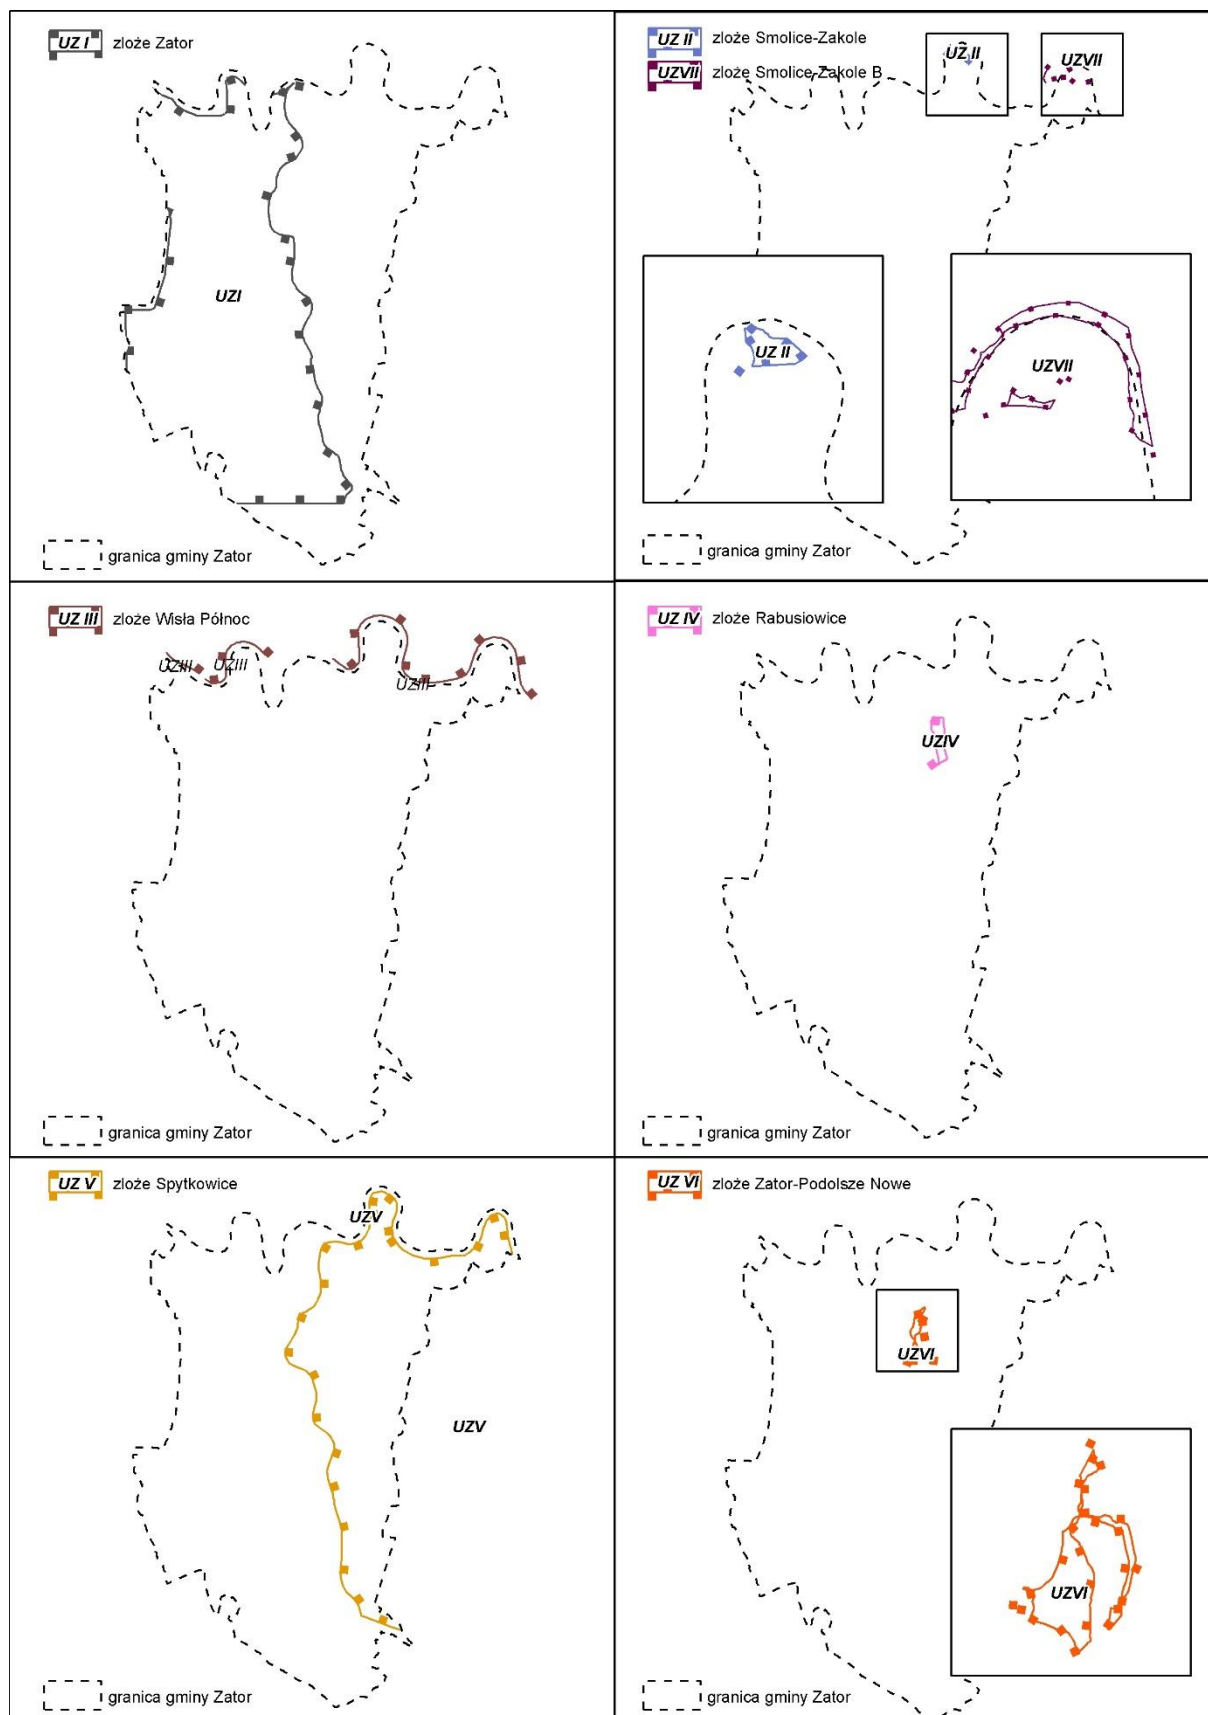 UZ I złoże Zator
UZI
granica gminy Zator
UZ II złoże Smolice-Zakole
UZVII złoże Smolice-Zakole B
UZ II
UZVII
UZ II
UZVII
granica gminy Zator
UZ III złoże Wisła Północ
UZIII
UZIII
UZIII
granica gminy Zator
UZ IV złoże Rabusiowice
UZIV
granica gminy Zator
UZ V złoże Spytkowice
UZV
UZV
granica gminy Zator
UZ VI złoże Zator-Podolsze Nowe
UZVI
UZVI
granica gminy Zator